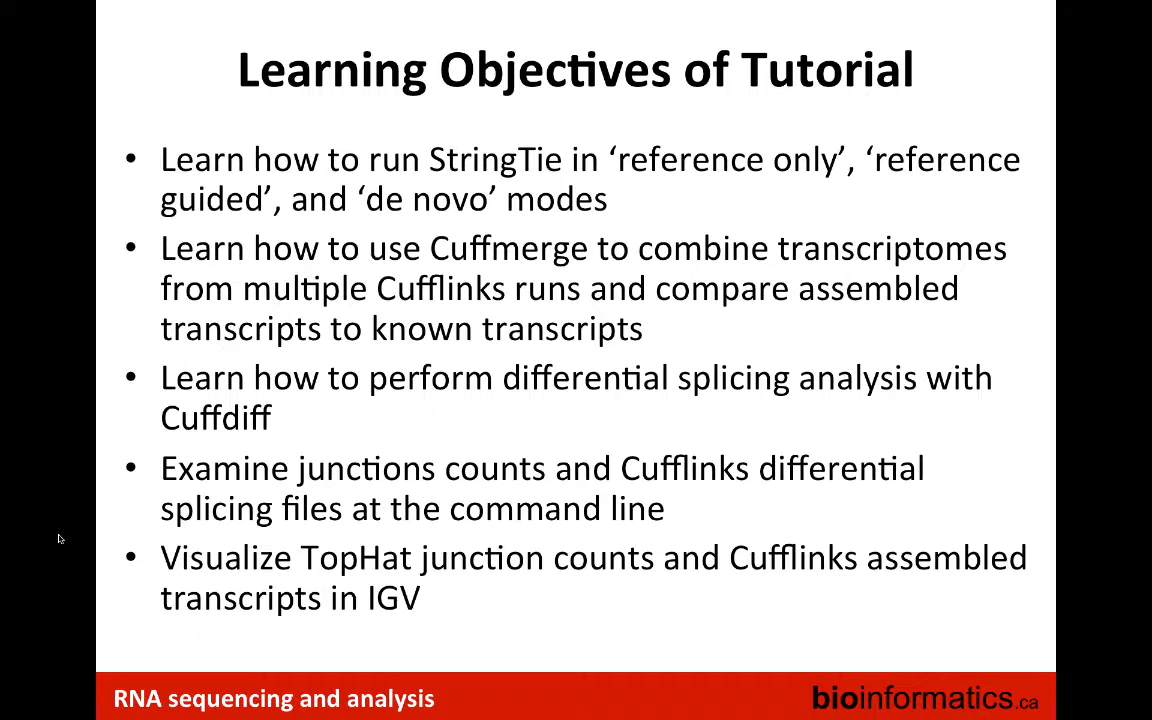 Learning Objectives of Tutorial
• Learn how to run StringTie in ‘reference only’, ‘reference
guided’, and ‘de novo’ modes
• Learn how to use Cuffmerge to combine transcriptomes
from multiple Cufflinks runs and compare assembled
transcripts to known transcripts
• Learn how to perform differential splicing analysis with
Cuffdiff
• Examine junctions counts and Cufflinks differential
splicing files at the command line
• Visualize TopHat junction counts and Cufflinks assembled
transcripts in IGV
RNA sequencing and analysis
bioinformatics.ca